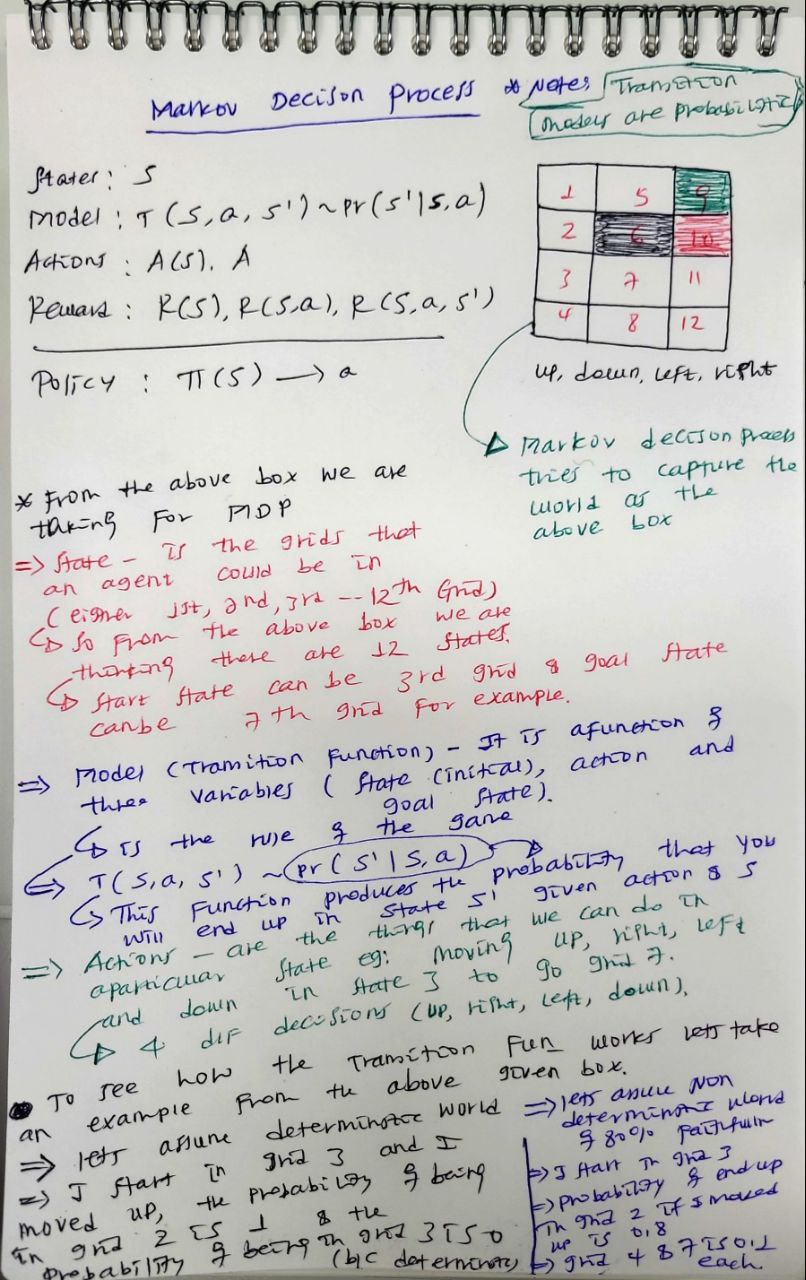 Markov Decison Process * Notes
Transition
models are probabilistic
States: S
Model : T (S, a, s') ~ pr(s'|s,a)
Actions : A(s). A
Reward : R(s), R(s,a), R(s,a,s')
Policy : π(s) → a
1 5 9
2 6 10
3 7 11
4 8 12
up, down, left, right
Markov decison process
tries to capture the
world as the
above box
* From the above box we are
taking For MDP
=> State - is the grids that
an agent could be in
(either 1st, 2nd, 3rd --- 12th Grid)
So From the above box we are
thinking there are 12 states.
Start state can be 3rd grid & goal state
canbe 7th grid For example.
=> Model (Transition Function) - It is afunction of
three variables ( State (initial), action and
goal State).
is the rule of the game
=> T(s,a,s') ~ pr(s'|s,a)
This Function produces the probability that you
will end up in state s' given action & s
=> Actions - are the things that we can do in
aparticular state eg: moving up, right, left
and down in state 3 to go grid 7.
4 dif decisions (up, right, left, down).
To see how the Transition Fun works lets take
an example From the above given box.
=> lets assume deterministic world
=> I start in grid 3 and I
moved up, the probability of being
in grid 2 is 1 & the
probability of being in grid 3 is 0
(b/c deterministic)
=> lets assume Non
deterministic world
of 80%
=> I start in grid 3
=> probability of end up
in grid 2 if I moved
up is 0.8
=> grid 4 & 7 is 0.1
each.